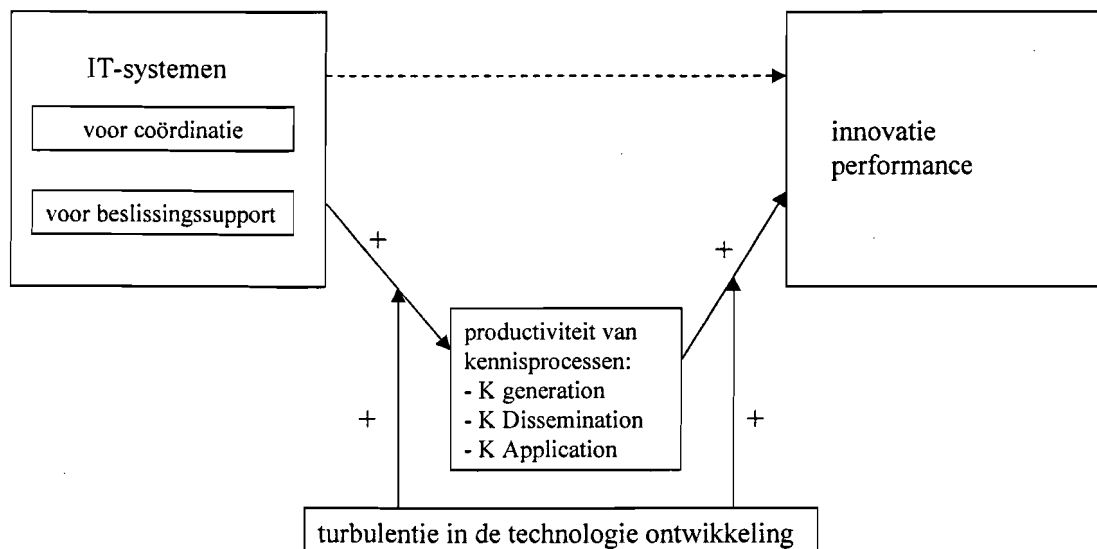 IT-systemen
voor coördinatie
voor beslissingssupport
innovatie
performance
+
+
productiviteit van
kennisprocessen:
- K generation
- K Dissemination
- K Application
+
+
turbulentie in de technologie ontwikkeling